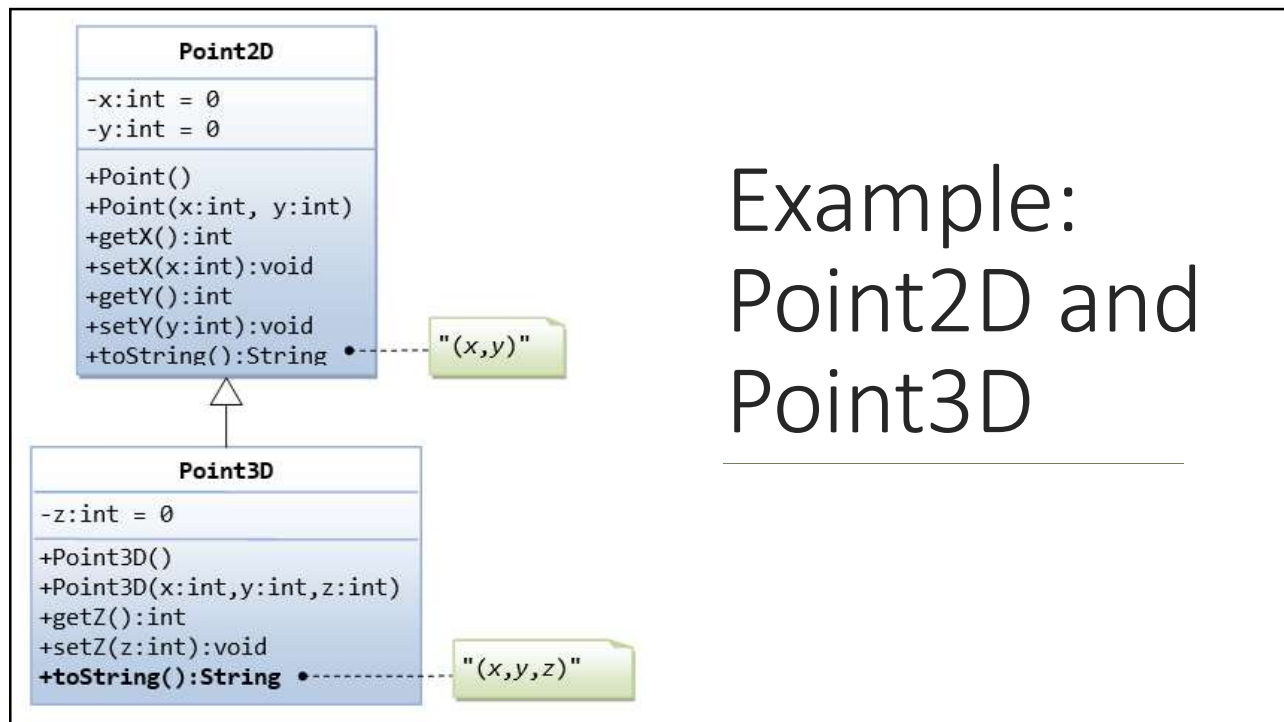 Point2D
-x:int = 0
-y:int = 0
+Point()
+Point(x:int, y:int)
+getX():int
+setX(x:int):void
+getY():int
+setY(y:int):void
+toString():String
"(x,y)"
Point3D
-z:int = 0
+Point3D()
+Point3D(x:int,y:int,z:int)
+getZ():int
+setZ(z:int):void
+toString():String
"(x,y,z)"
Example:
Point2D and
Point3D